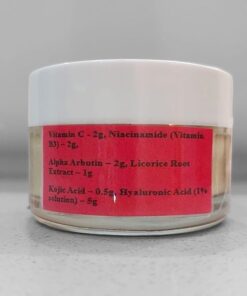 Vitamin C – 2g, Niacinamide (Vitamin
B3) – 2g,
Alpha Arbutin – 2g, Licorice Root
Extract – 1g
Kojic Acid – 0.5g, Hyaluronic Acid (1%
solution) – 5g